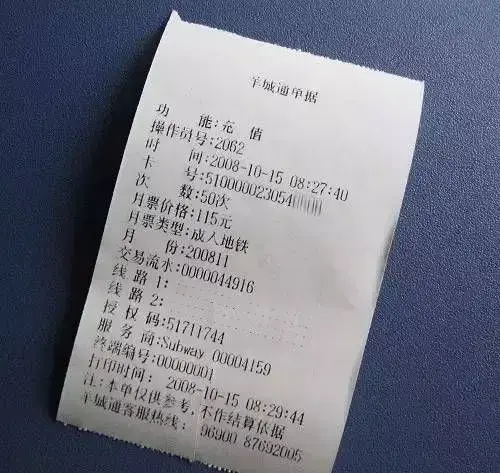 羊城通单据
功 能:充 值
操作员号:2062
时 间:2008-10-15 08:27:40
卡 号:510000023054
次 数:50次
月票价格:115元
月票类型:成人地铁
月 份:200811
交易流水:0000044916
线 路 1:
线 路 2:
授 权 码:51711744
服 务 商:Subway 00004159
终端编号:00000001
打印时间: 2008-10-15 08:29:44
注:本单仅供参考,不作结算依据
羊城通客服热线: 96900 87692005